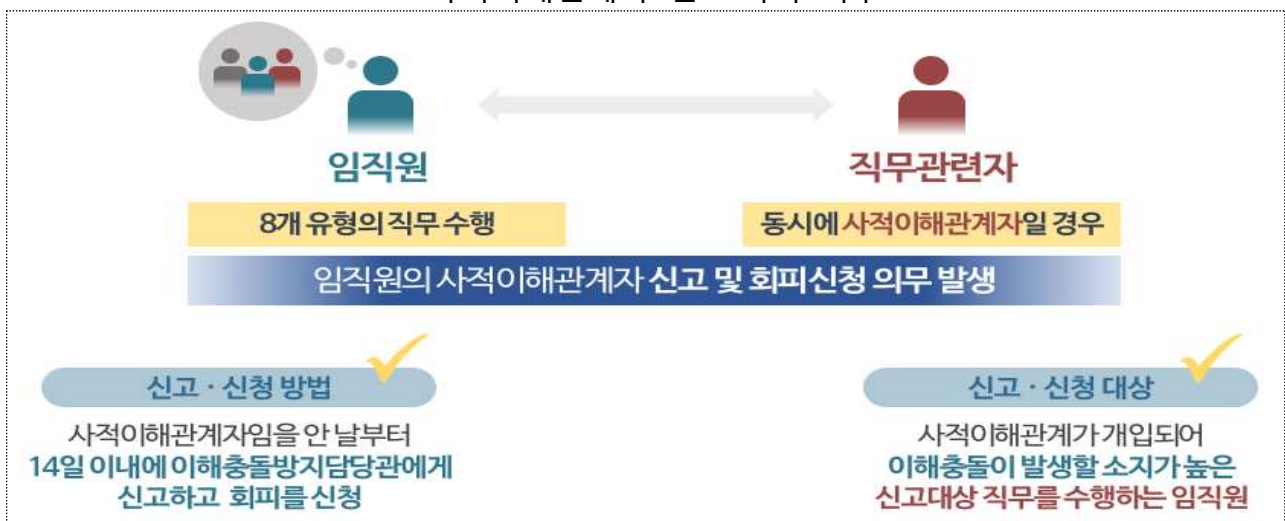 임직원
직무관련자
8개 유형의 직무 수행
동시에 사적이해관계자일 경우
임직원의 사적이해관계자 신고 및 회피신청 의무 발생
신고 · 신청 방법
사적이해관계자임을 안 날부터
14일 이내에 이해충돌방지담당관에게
신고하고 회피를 신청
신고 · 신청 대상
사적이해관계가 개입되어
이해충돌이 발생할 소지가 높은
신고대상 직무를 수행하는 임직원